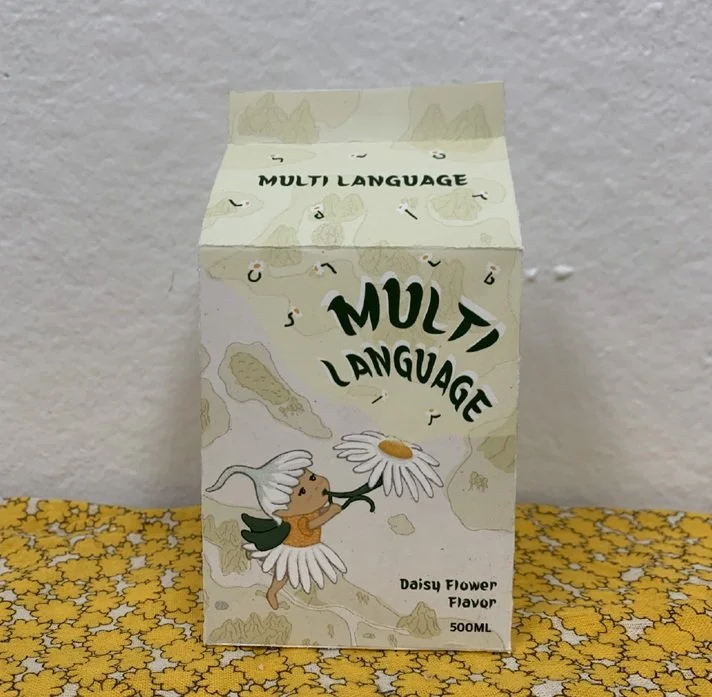 MULTI LANGUAGE
MULTI
LANGUAGE
Daisy Flower
Flavor
500ML